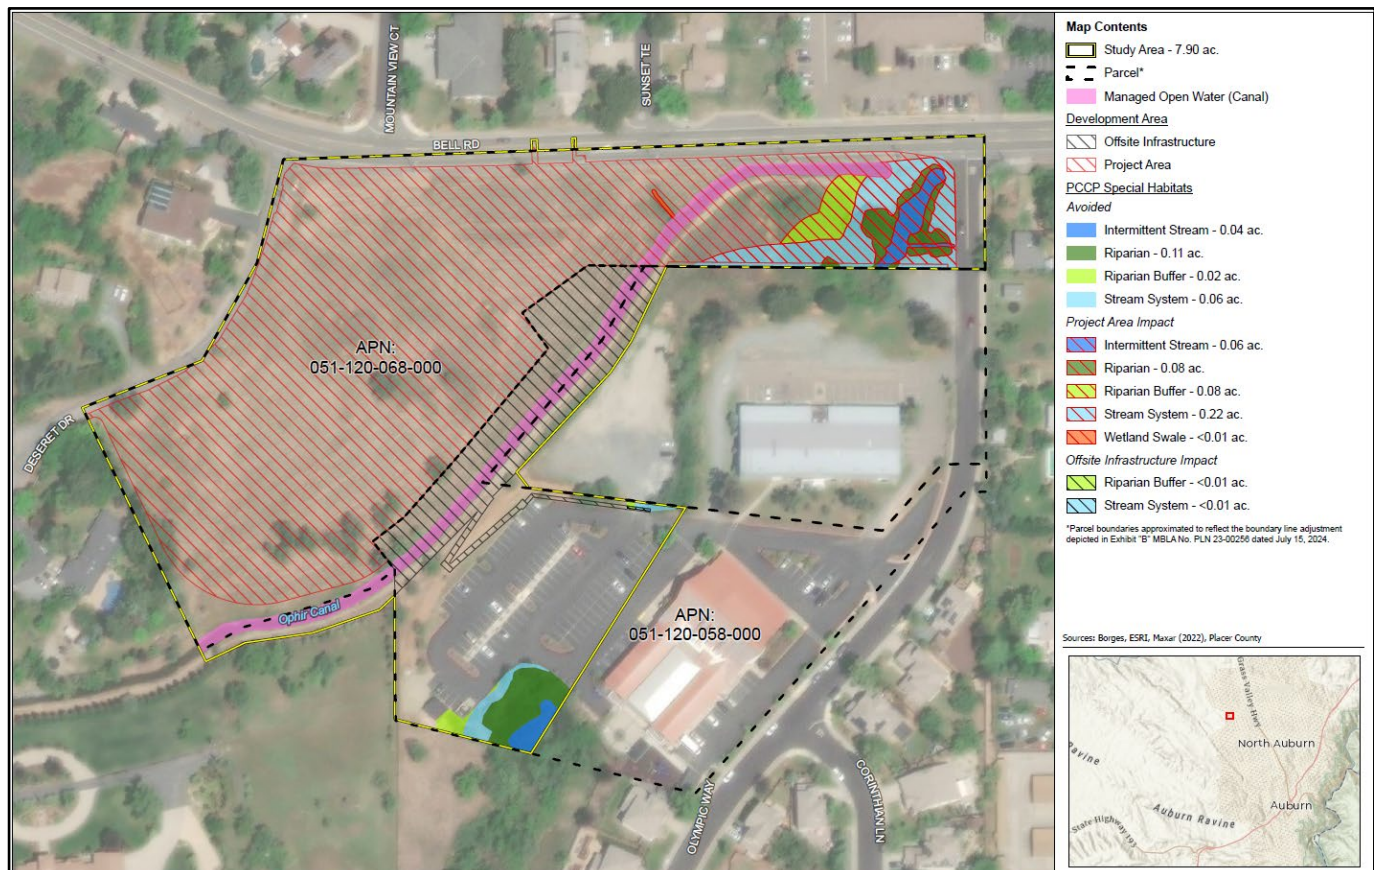 MOUNTAIN VIEW CT
SUNSET TE
BELL RD
APN:
051-120-068-000
DESERET DR
Ophir Canal
APN:
051-120-058-000
OLYMPIC WAY
CORINTHIAN LN
Map Contents
Study Area - 7.90 ac.
Parcel*
Managed Open Water (Canal)
Development Area
Offsite Infrastructure
Project Area
PCCP Special Habitats
Avoided
Intermittent Stream - 0.04 ac.
Riparian - 0.11 ac.
Riparian Buffer - 0.02 ac.
Stream System - 0.06 ac.
Project Area Impact
Intermittent Stream - 0.06 ac.
Riparian - 0.08 ac.
Riparian Buffer - 0.08 ac.
Stream System - 0.22 ac.
Wetland Swale - <0.01 ac.
Offsite Infrastructure Impact
Riparian Buffer - <0.01 ac.
Stream System - <0.01 ac.
*Parcel boundaries approximated to reflect the boundary line adjustment
depicted in Exhibit "B" MBLA No. PLN 23-00256 dated July 15, 2024.
Sources: Borges, ESRI, Maxar (2022), Placer County
Grass Valley Hwy
North Auburn
Ravine
Auburn
Auburn Ravine
State Highway 193